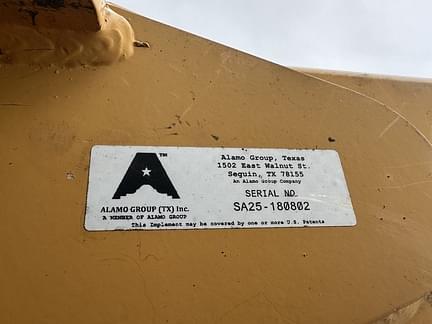 TM
ALAMO GROUP (TX) Inc.
A MEMBER OF ALAMO GROUP
Alamo Group, Texas
1502 East Walnut St.
Seguin, TX 78155
An Alamo Group Company
SERIAL NO.
SA25-180802
This Implement may be covered by one or more U.S. Patents